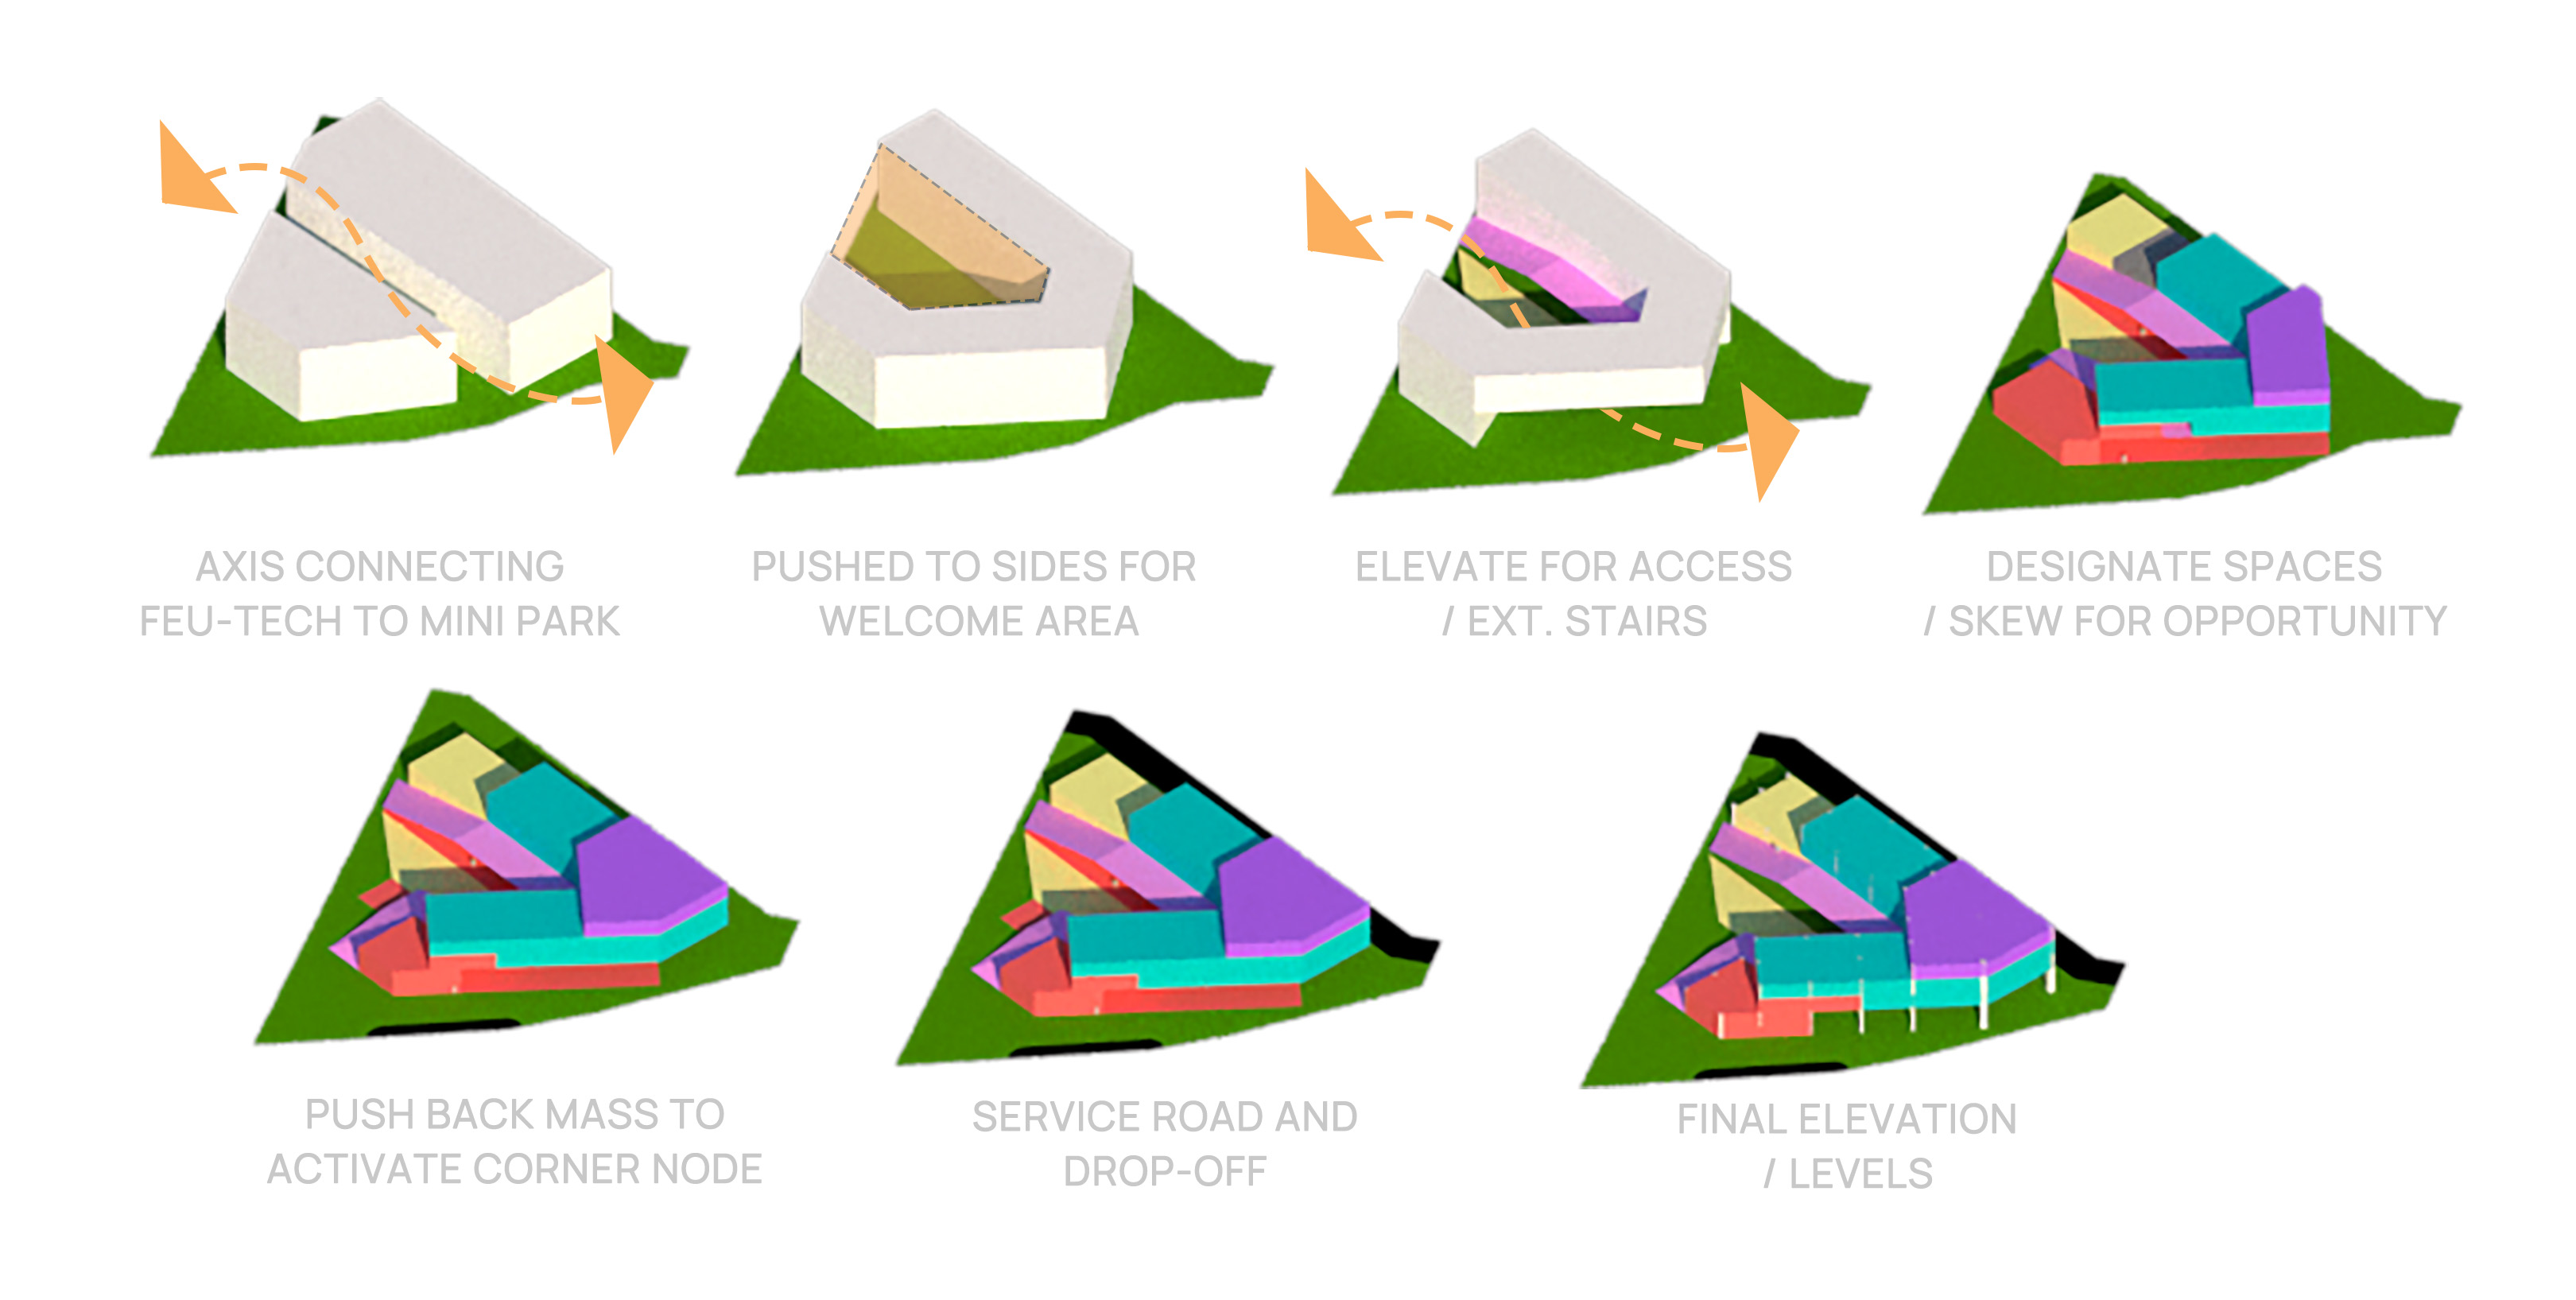 AXIS CONNECTING
FEU-TECH TO MINI PARK
PUSHED TO SIDES FOR
WELCOME AREA
ELEVATE FOR ACCESS
/ EXT. STAIRS
DESIGNATE SPACES
/ SKEW FOR OPPORTUNITY
PUSH BACK MASS TO
ACTIVATE CORNER NODE
SERVICE ROAD AND
DROP-OFF
FINAL ELEVATION
/ LEVELS